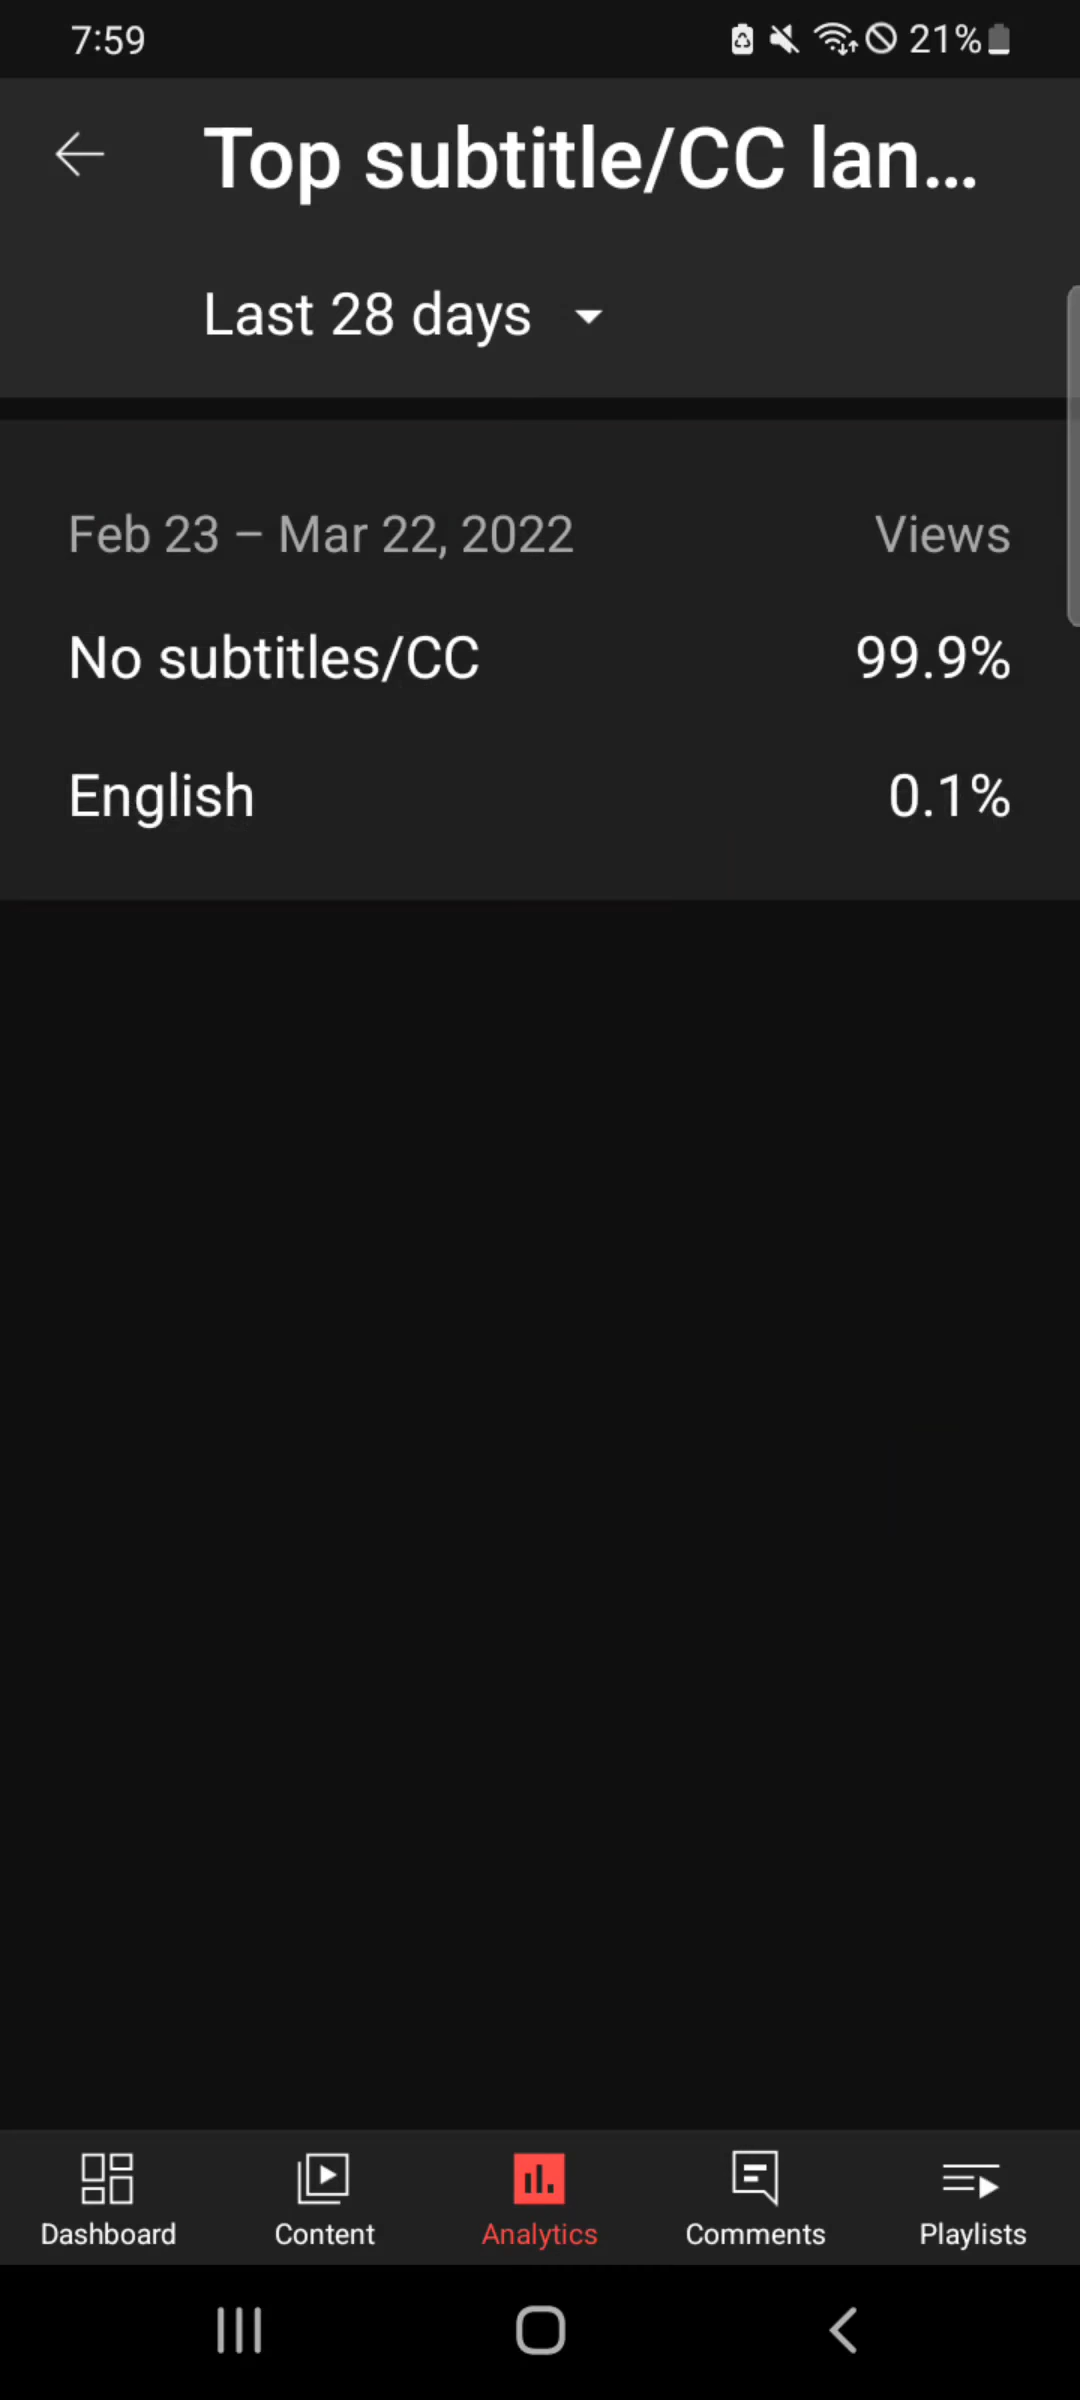 7:59 21%
Top subtitle/CC lan...
Last 28 days
Feb 23 – Mar 22, 2022 Views
No subtitles/CC 99.9%
English 0.1%
Dashboard Content Analytics Comments Playlists